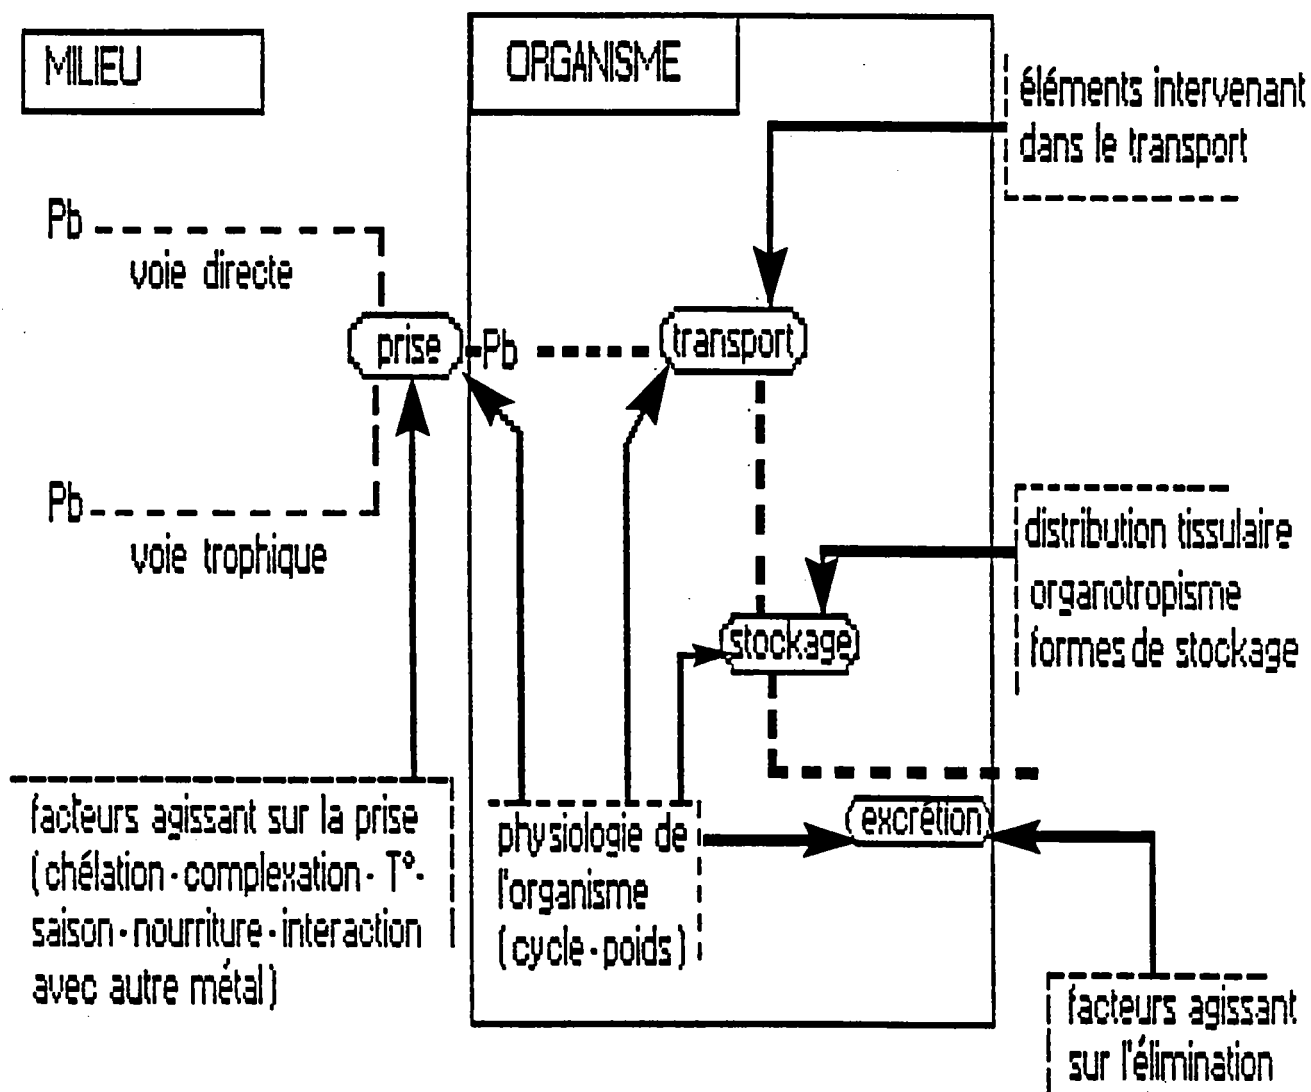 MILIEU
ORGANISME
éléments intervenant
dans le transport
Pb
voie directe
prise
Pb
transport
Pb
voie trophique
distribution tissulaire
organotropisme
formes de stockage
stockage
excrétion
facteurs agissant sur la prise
(chélation - complexation - T° -
saison - nourriture - interaction
avec autre métal)
physiologie de
l'organisme
(cycle - poids)
facteurs agissant
sur l'élimination